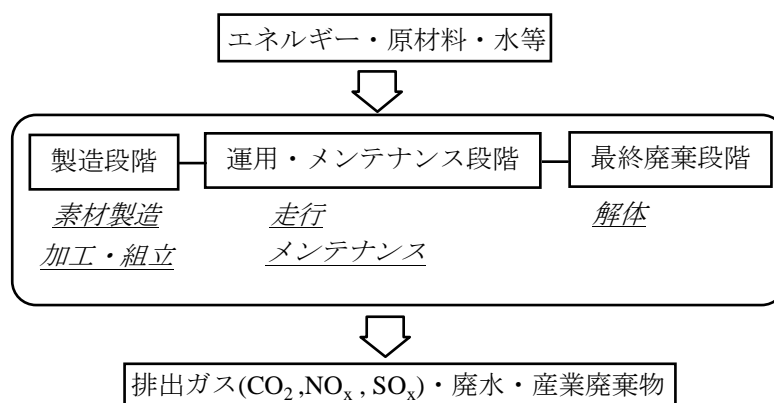 エネルギー・原材料・水等
製造段階 運用・メンテナンス段階 最終廃棄段階
素材製造 走行 解体
加工・組立 メンテナンス
排出ガス(CO2,NOx,SOx)・廃水・産業廃棄物